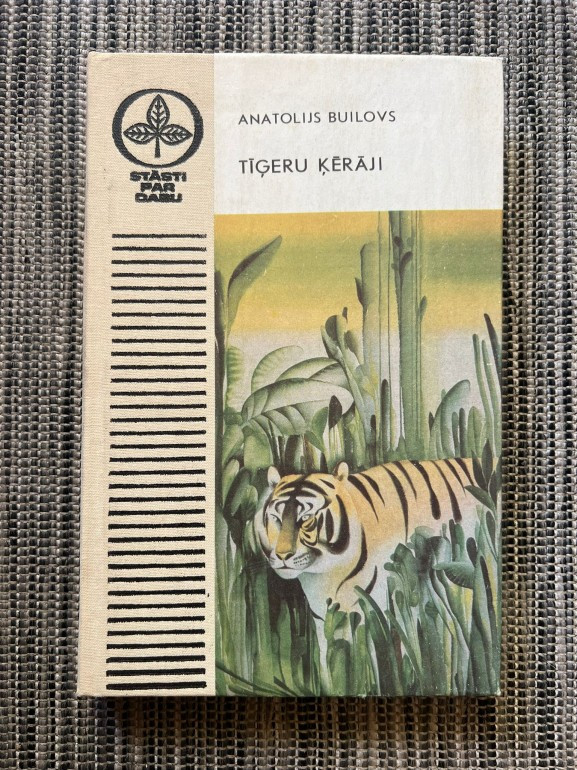 ANATOLIJS BUILOVS
TĪĢERU ĶĒRĀJI
STĀSTI
PAR
DABU